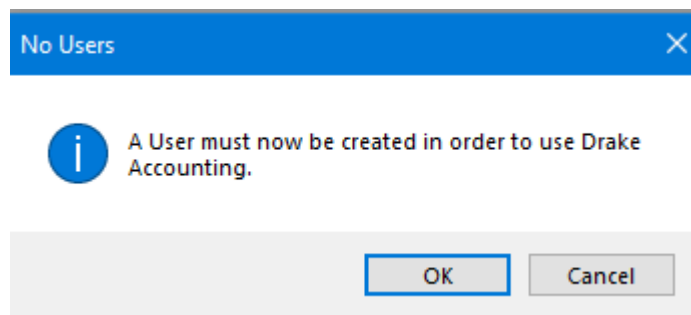 No Users
A User must now be created in order to use Drake
Accounting.
OK
Cancel